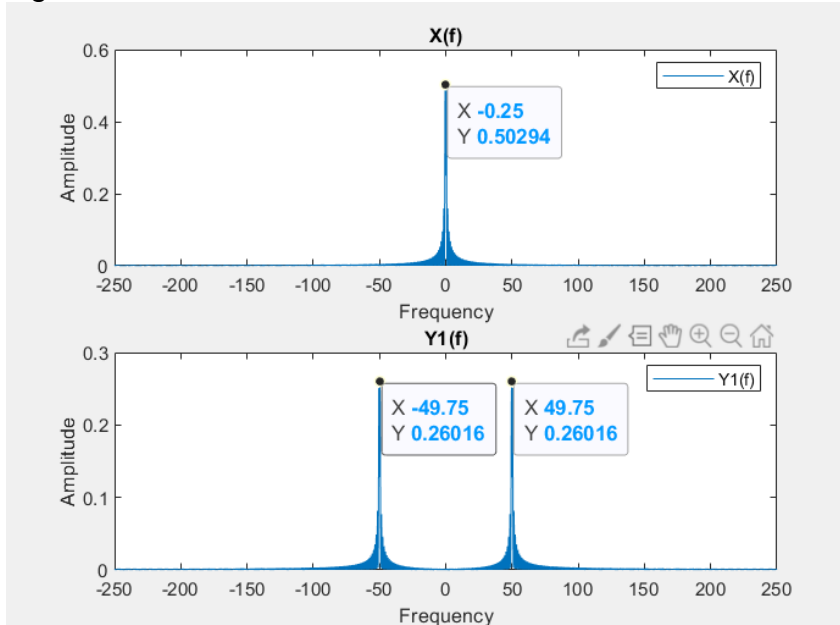 X(f)
0.6
0.4
0.2
0
Amplitude
X(f)
X -0.25
Y 0.50294
-250 -200 -150 -100 -50 0 50 100 150 200 250
Frequency
Y1(f)
0.3
0.2
0.1
0
Amplitude
Y1(f)
X -49.75
Y 0.26016
X 49.75
Y 0.26016
-250 -200 -150 -100 -50 0 50 100 150 200 250
Frequency